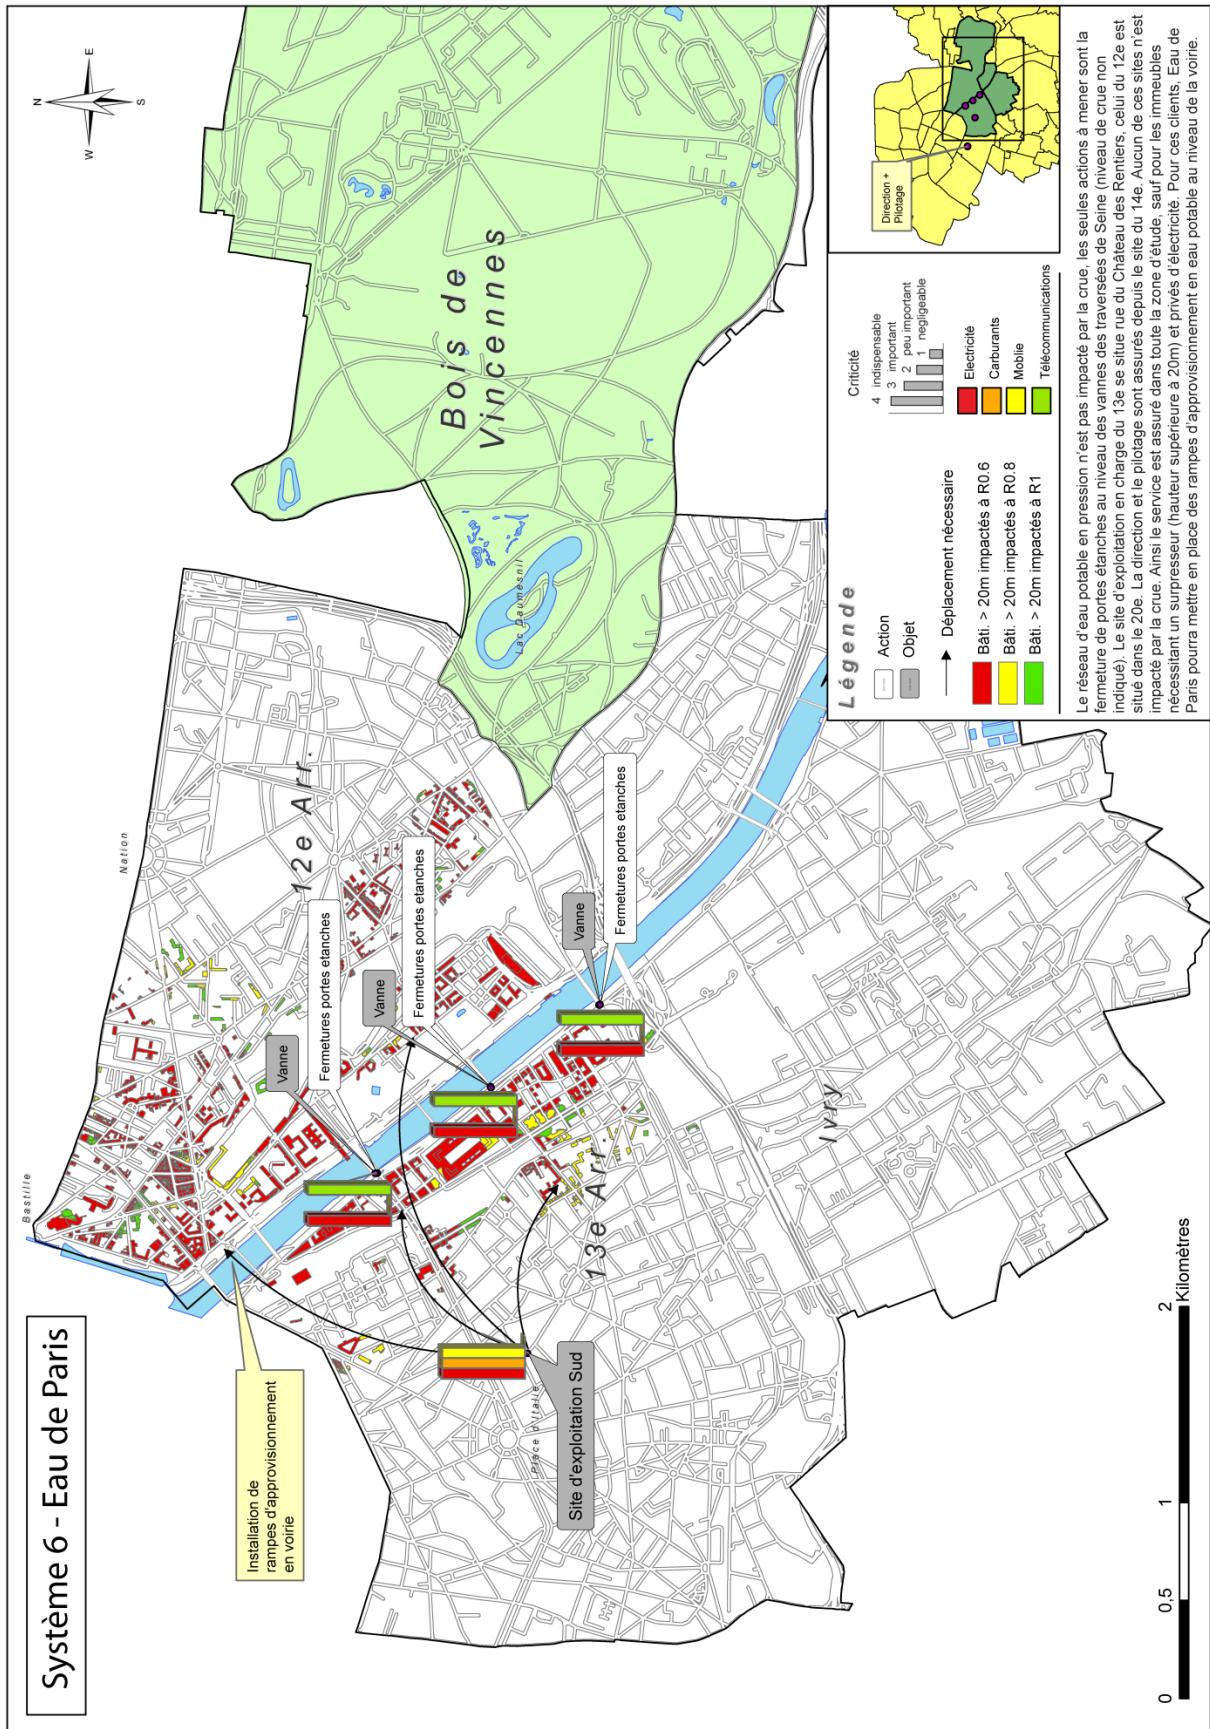 Système 6 - Eau de Paris
N
W
E
S
Installation de
rampes d'approvisionnement
en voirie
Bastille
Nation
12e Arr.
Vanne
Fermetures portes etanches
Vanne
Fermetures portes etanches
Vanne
Fermetures portes etanches
Bois de
Vincennes
Lac Daumesnil
Place d'Italie
Site d'exploitation Sud
13e Arr.
Ivry
0
0,5
1
2
Kilomètres
Légende
Action
Objet
Déplacement nécessaire
Bâti. > 20m impactés à R0.6
Bâti. > 20m impactés à R0.8
Bâti. > 20m impactés à R1
Criticité
4 indispensable
3 important
2 peu important
1 negligeable
Electricité
Carburants
Moblie
Télécommunications
Direction +
Pilotage
Le réseau d'eau potable en pression n'est pas impacté par la crue, les seules actions à mener sont la
fermeture de portes étanches au niveau des vannes des traversées de Seine (niveau de crue non
indiqué). Le site d'exploitation en charge du 13e se situe rue du Château des Rentiers, celui du 12e est
situé dans le 20e. La direction et le pilotage sont assurés depuis le site du 14e. Aucun de ces sites n'est
impacté par la crue. Ainsi le service est assuré dans toute la zone d'étude, sauf pour les immeubles
nécessitant un surpresseur (hauteur supérieure à 20m) et privés d'électricité. Pour ces clients, Eau de
Paris pourra mettre en place des rampes d'approvisionnement en eau potable au niveau de la voirie.